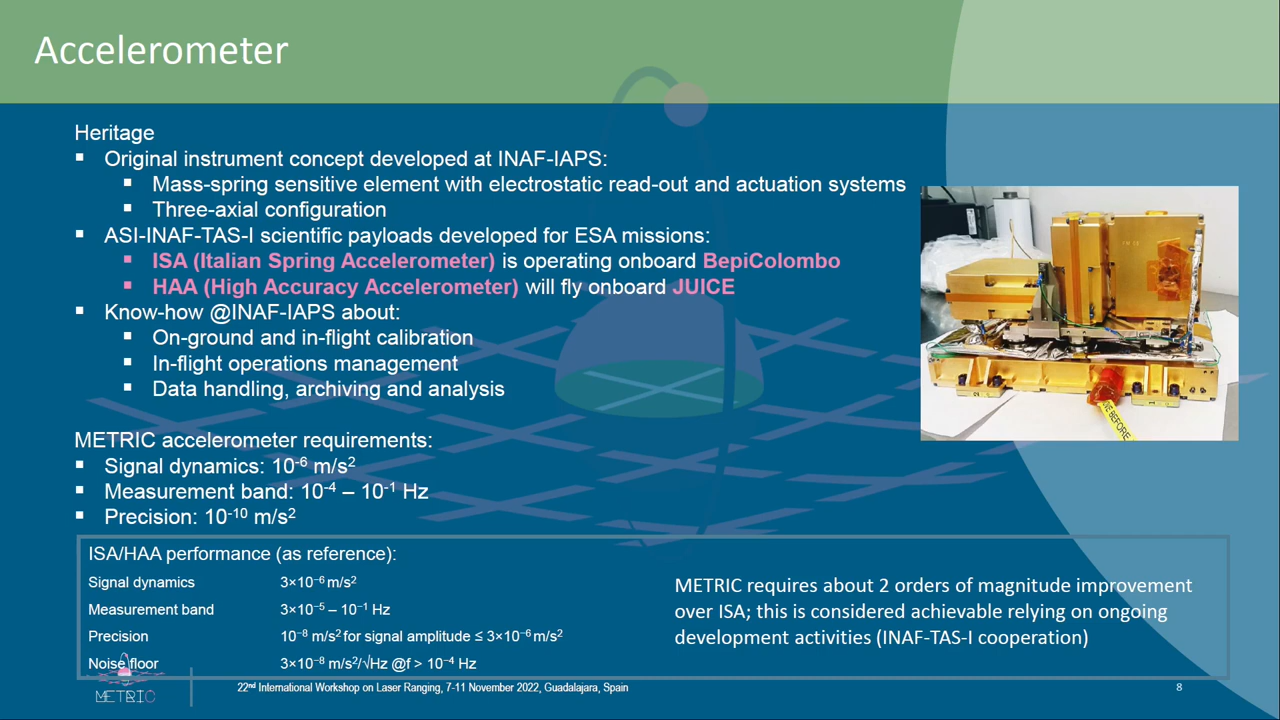 Accelerometer
Heritage
▪ Original instrument concept developed at INAF-IAPS:
▪ Mass-spring sensitive element with electrostatic read-out and actuation systems
▪ Three-axial configuration
▪ ASI-INAF-TAS-I scientific payloads developed for ESA missions:
▪ ISA (Italian Spring Accelerometer) is operating onboard BepiColombo
▪ HAA (High Accuracy Accelerometer) will fly onboard JUICE
▪ Know-how @INAF-IAPS about:
▪ On-ground and in-flight calibration
▪ In-flight operations management
▪ Data handling, archiving and analysis
METRIC accelerometer requirements:
▪ Signal dynamics: 10⁻⁶ m/s²
▪ Measurement band: 10⁻⁴ – 10⁻¹ Hz
▪ Precision: 10⁻¹⁰ m/s²
ISA/HAA performance (as reference):
Signal dynamics 3×10⁻⁶ m/s²
Measurement band 3×10⁻⁵ – 10⁻¹ Hz
Precision 10⁻⁸ m/s² for signal amplitude ≤ 3×10⁻⁶ m/s²
Noise floor 3×10⁻⁸ m/s²/√Hz @f > 10⁻⁴ Hz
METRIC requires about 2 orders of magnitude improvement
over ISA; this is considered achievable relying on ongoing
development activities (INAF-TAS-I cooperation)
METRIC
22nd International Workshop on Laser Ranging, 7-11 November 2022, Guadalajara, Spain
8
BEFORE